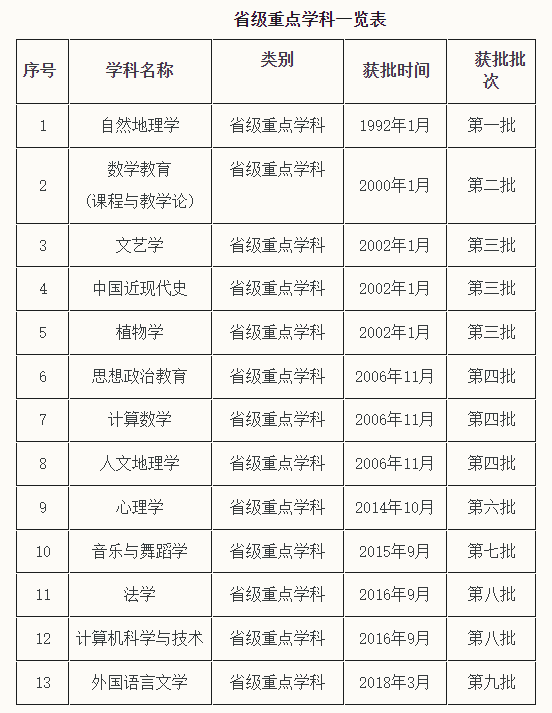 省级重点学科一览表
序号 学科名称 类别 获批时间 获批批
次
1 自然地理学 省级重点学科 1992年1月 第一批
2 数学教育 省级重点学科 2000年1月 第二批
（课程与教学论）
3 文艺学 省级重点学科 2002年1月 第三批
4 中国近现代史 省级重点学科 2002年1月 第三批
5 植物学 省级重点学科 2002年1月 第三批
6 思想政治教育 省级重点学科 2006年11月 第四批
7 计算数学 省级重点学科 2006年11月 第四批
8 人文地理学 省级重点学科 2006年11月 第四批
9 心理学 省级重点学科 2014年10月 第六批
10 音乐与舞蹈学 省级重点学科 2015年9月 第七批
11 法学 省级重点学科 2016年9月 第八批
12 计算机科学与技术 省级重点学科 2016年9月 第八批
13 外国语言文学 省级重点学科 2018年3月 第九批